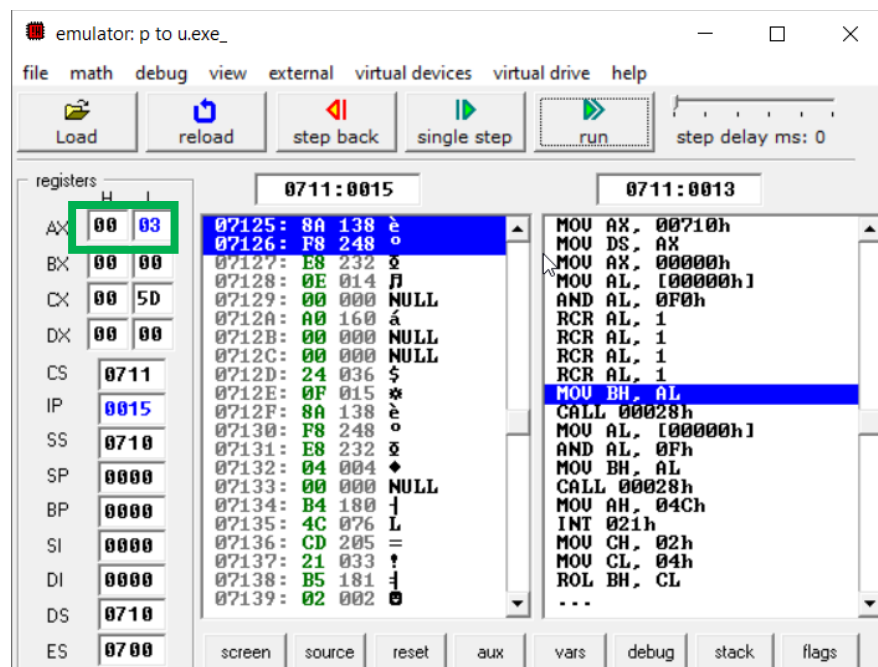 emulator: p to u.exe_
file math debug view external virtual devices virtual drive help
Load reload step back single step run step delay ms: 0
registers
H L
0711:0015 0711:0013
AX 00 03
BX 00 00
CX 00 5D
DX 00 00
CS 0711
IP 0015
SS 0710
SP 0000
BP 0000
SI 0000
DI 0000
DS 0710
ES 0700
07125: 8A 138 è
07126: F8 248 º
07127: E8 232 Φ
07128: 0E 014 ♫
07129: 00 000 NULL
0712A: A0 160 á
0712B: 00 000 NULL
0712C: 00 000 NULL
0712D: 24 036 $
0712E: 0F 015 ☼
0712F: 8A 138 è
07130: F8 248 º
07131: E8 232 Φ
07132: 04 004 ♦
07133: 00 000 NULL
07134: B4 180 ┤
07135: 4C 076 L
07136: CD 205 =
07137: 21 033 !
07138: B5 181 ╡
07139: 02 002 ☻
MOV AX, 00710h
MOV DS, AX
MOV AX, 00000h
MOV AL, [00000h]
AND AL, 0F0h
RCR AL, 1
RCR AL, 1
RCR AL, 1
RCR AL, 1
MOV BH, AL
CALL 00028h
MOV AL, [00000h]
AND AL, 0Fh
MOV BH, AL
CALL 00028h
MOV AH, 04Ch
INT 021h
MOV CH, 02h
MOV CL, 04h
ROL BH, CL
...
screen source reset aux vars debug stack flags